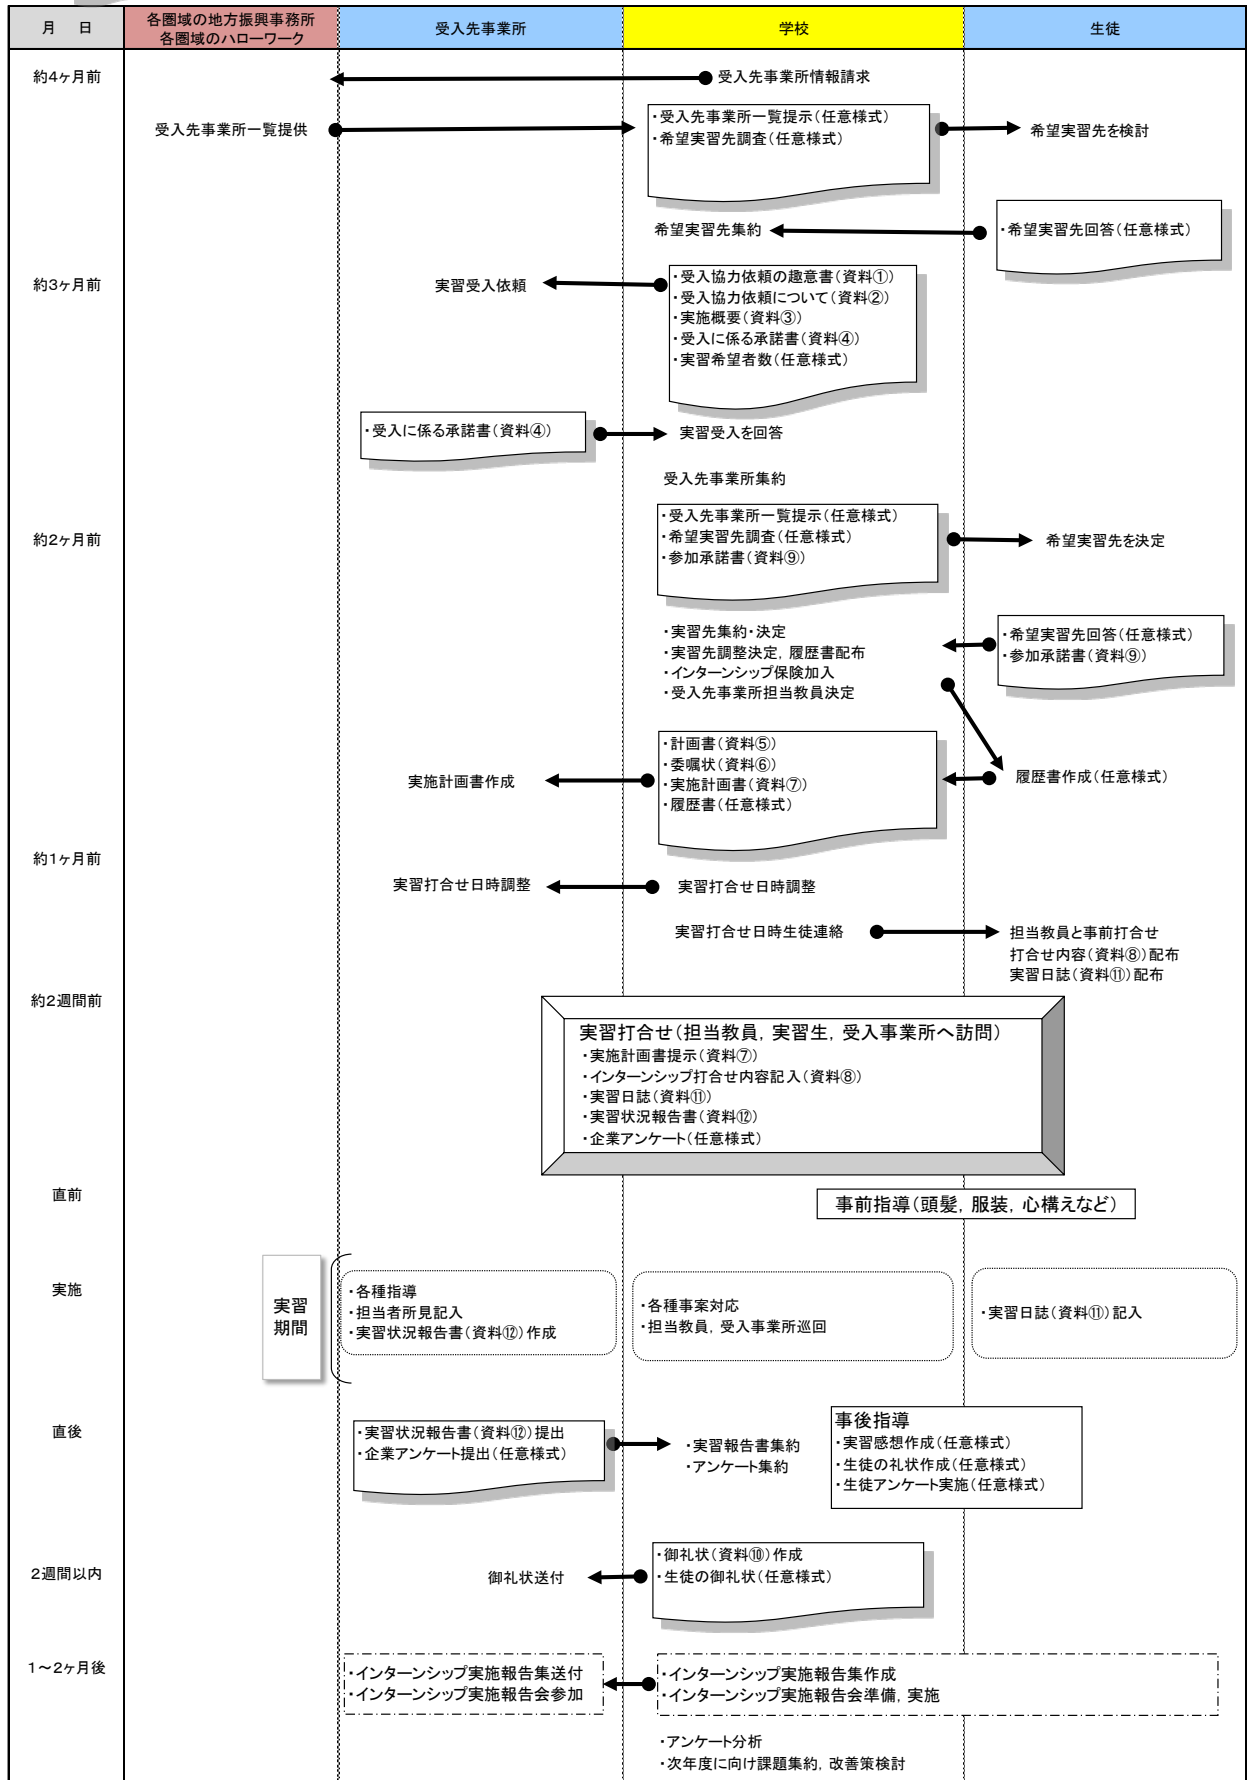 月　日
各圏域の地方振興事務所
各圏域のハローワーク
受入先事業所
学校
生徒
約4ヶ月前
受入先事業所情報請求
受入先事業所一覧提供
・受入先事業所一覧提示（任意様式）
・希望実習先調査（任意様式）
希望実習先を検討
希望実習先集約
・希望実習先回答（任意様式）
約3ヶ月前
実習受入依頼
・受入協力依頼の趣意書（資料①）
・受入協力依頼について（資料②）
・実施概要（資料③）
・受入に係る承諾書（資料④）
・実習希望者数（任意様式）
・受入に係る承諾書（資料④）
実習受入を回答
受入先事業所集約
約2ヶ月前
・受入先事業所一覧提示（任意様式）
・希望実習先調査（任意様式）
・参加承諾書（資料⑨）
希望実習先を決定
・実習先集約・決定
・実習先調整決定，履歴書配布
・インターンシップ保険加入
・受入先事業所担当教員決定
・希望実習先回答（任意様式）
・参加承諾書（資料⑨）
実施計画書作成
・計画書（資料⑤）
・委嘱状（資料⑥）
・実施計画書（資料⑦）
・履歴書（任意様式）
履歴書作成（任意様式）
約1ヶ月前
実習打合せ日時調整
実習打合せ日時調整
実習打合せ日時生徒連絡
担当教員と事前打合せ
打合せ内容（資料⑧）配布
実習日誌（資料⑪）配布
約2週間前
実習打合せ（担当教員，実習生，受入事業所へ訪問）
・実施計画書提示（資料⑦）
・インターンシップ打合せ内容記入（資料⑧）
・実習日誌（資料⑪）
・実習状況報告書（資料⑫）
・企業アンケート（任意様式）
直前
事前指導（頭髪，服装，心構えなど）
実施
実習
期間
・各種指導
・担当者所見記入
・実習状況報告書（資料⑫）作成
・各種事案対応
・担当教員，受入事業所巡回
・実習日誌（資料⑪）記入
直後
・実習状況報告書（資料⑫）提出
・企業アンケート提出（任意様式）
・実習報告書集約
・アンケート集約
事後指導
・実習感想作成（任意様式）
・生徒の礼状作成（任意様式）
・生徒アンケート実施（任意様式）
2週間以内
御礼状送付
・御礼状（資料⑩）作成
・生徒の御礼状（任意様式）
1～2ヶ月後
・インターンシップ実施報告集送付
・インターンシップ実施報告会参加
・インターンシップ実施報告集作成
・インターンシップ実施報告会準備，実施
・アンケート分析
・次年度に向け課題集約，改善策検討